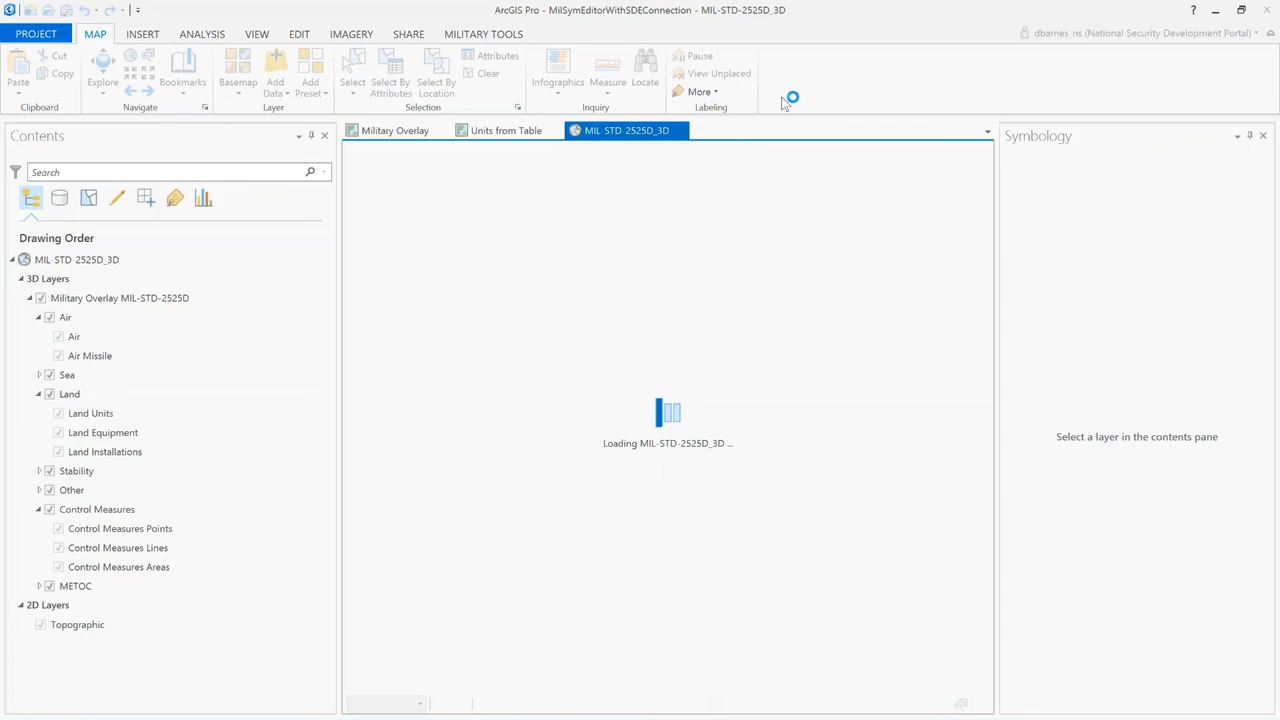 ArcGIS Pro - MilSymEditorWithSDEConnection - MIL-STD-2525D_3D
?
PROJECT MAP INSERT ANALYSIS VIEW EDIT IMAGERY SHARE MILITARY TOOLS
dbarnes_ns (National Security Development Portal)
Paste
Cut
Copy
Clipboard
Explore
Bookmarks
Navigate
Basemap
Add Data
Add Preset
Layer
Select
Select By Attributes
Select By Location
Attributes
Clear
Selection
Infographics
Measure
Locate
Inquiry
Pause
View Unplaced
More
Labeling
Contents
Search
Drawing Order
MIL-STD-2525D_3D
3D Layers
Military Overlay MIL-STD-2525D
Air
Air
Air Missile
Sea
Land
Land Units
Land Equipment
Land Installations
Stability
Other
Control Measures
Control Measures Points
Control Measures Lines
Control Measures Areas
METOC
2D Layers
Topographic
Military Overlay
Units from Table
MIL-STD-2525D_3D
Loading MIL-STD-2525D_3D ...
Symbology
Select a layer in the contents pane